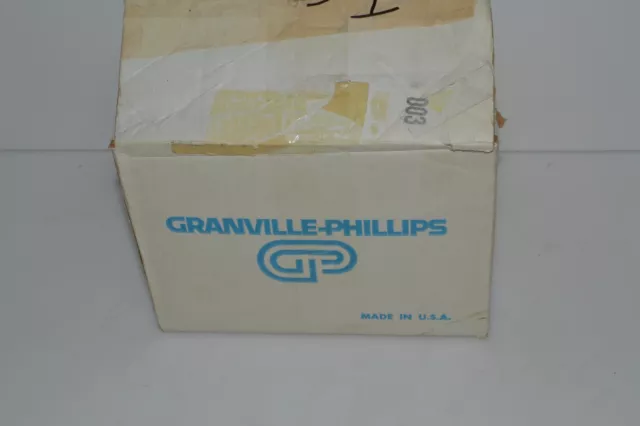 003
GRANVILLE-PHILLIPS
GP
MADE IN U.S.A.